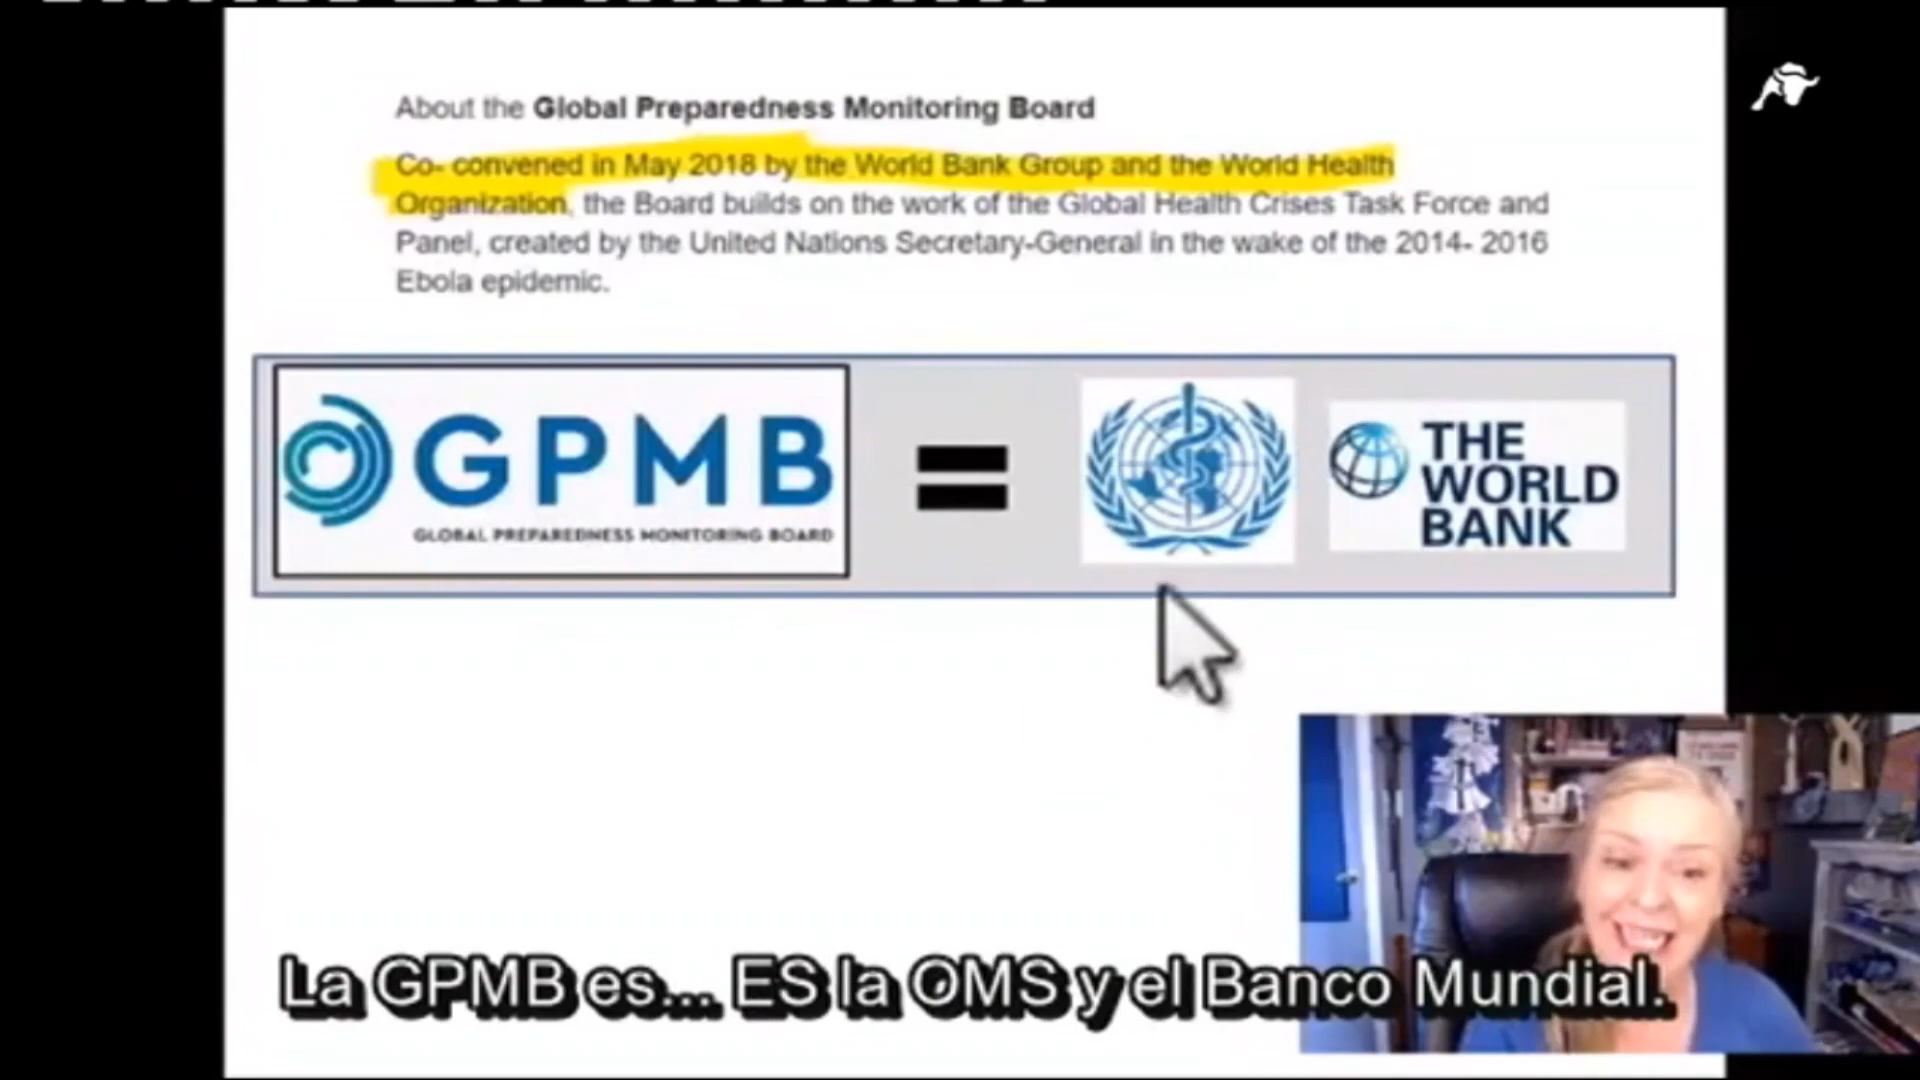 About the Global Preparedness Monitoring Board
Co- convened in May 2018 by the World Bank Group and the World Health
Organization, the Board builds on the work of the Global Health Crises Task Force and
Panel, created by the United Nations Secretary-General in the wake of the 2014- 2016
Ebola epidemic.
GPMB
GLOBAL PREPAREDNESS MONITORING BOARD
=
THE
WORLD
BANK
La GPMB es... ES la OMS y el Banco Mundial.